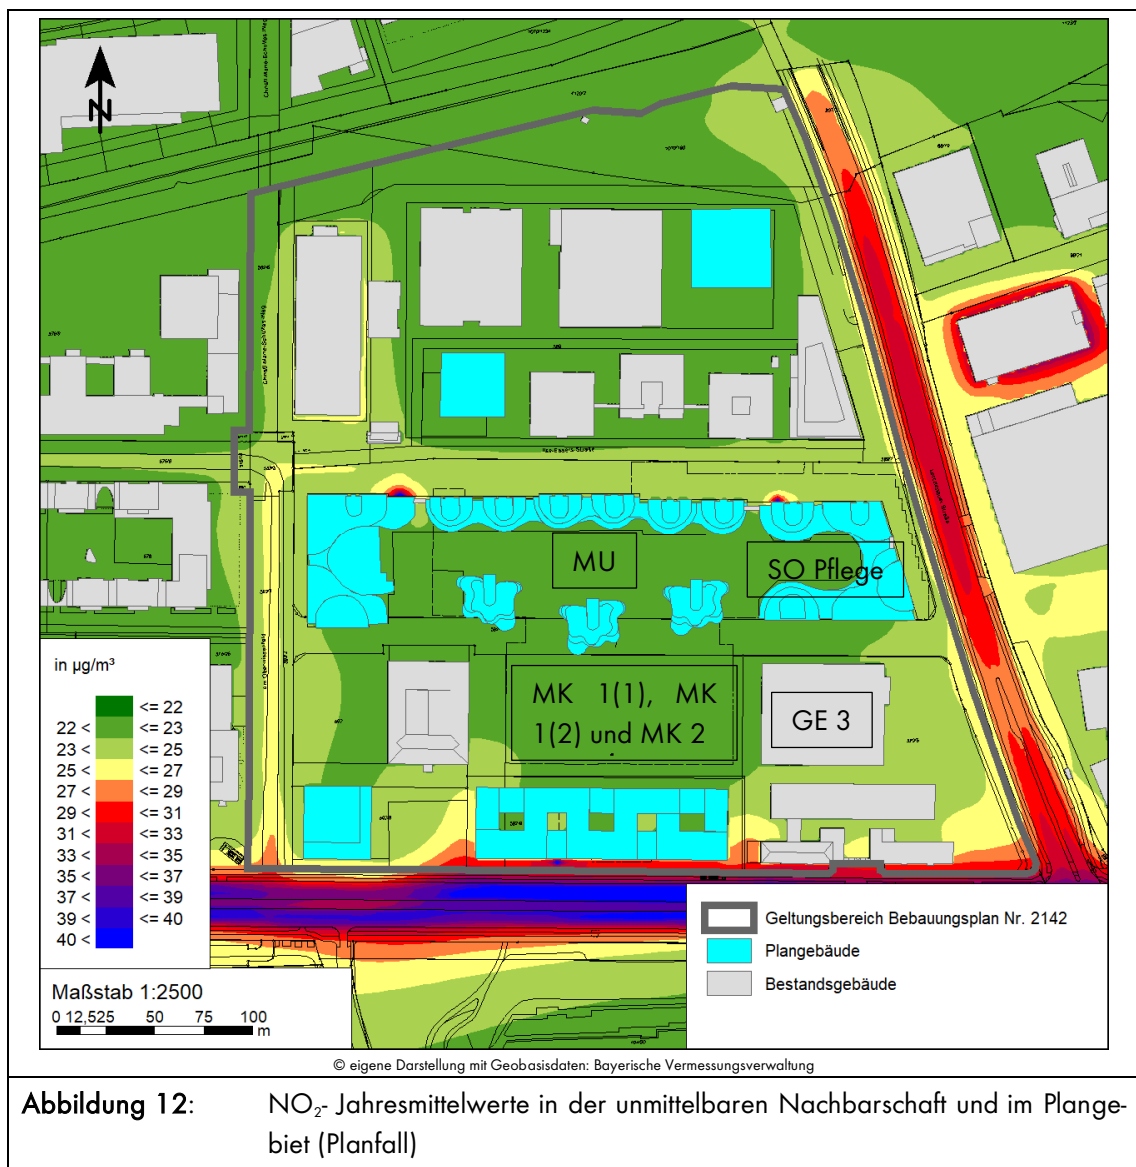 N
MU
SO Pflege
MK 1(1), MK
1(2) und MK 2
GE 3
in µg/m³
<= 22
22 < <= 23
23 < <= 25
25 < <= 27
27 < <= 29
29 < <= 31
31 < <= 33
33 < <= 35
35 < <= 37
37 < <= 39
39 < <= 40
40 <
Maßstab 1:2500
0 12,525 50 75 100
m
Geltungsbereich Bebauungsplan Nr. 2142
Plangebäude
Bestandsgebäude
© eigene Darstellung mit Geobasisdaten: Bayerische Vermessungsverwaltung
Abbildung 12: NO₂- Jahresmittelwerte in der unmittelbaren Nachbarschaft und im Plange-
biet (Planfall)